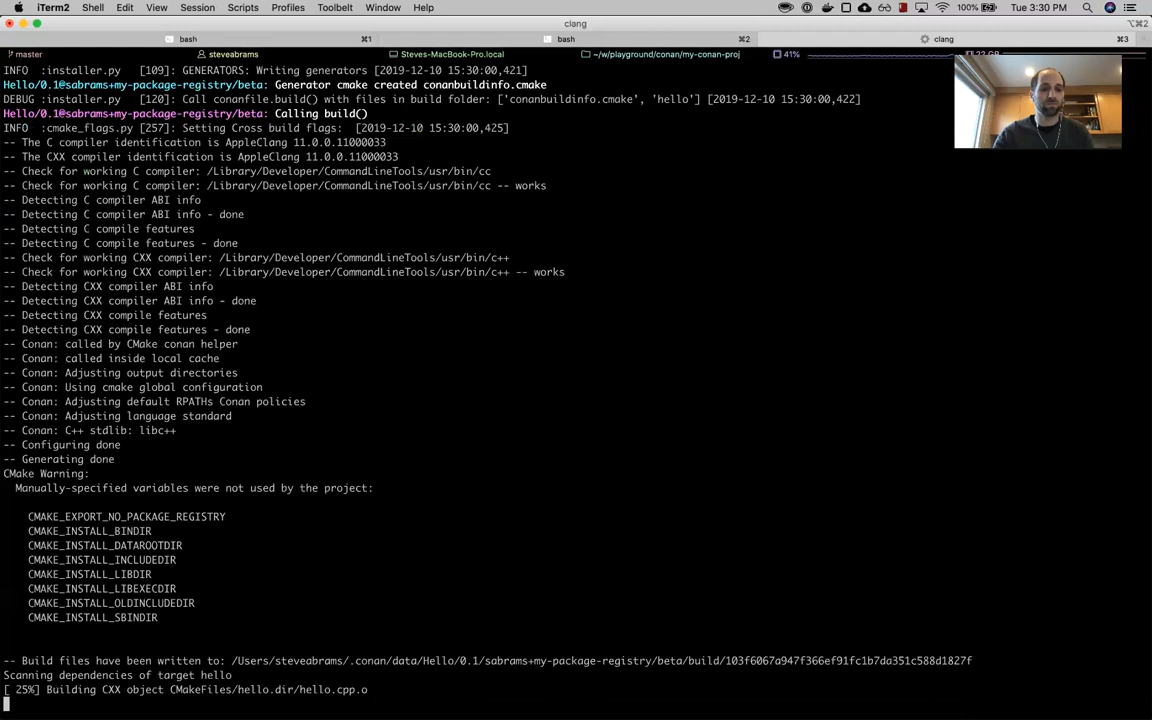 iTerm2 Shell Edit View Session Scripts Profiles Toolbelt Window Help 100% Tue 3:30 PM
clang ⌥⌘2
bash ⌘1 bash ⌘2 clang ⌘3
master steveabrams Steves-MacBook-Pro.local ~/w/playground/conan/my-conan-proj 41% 22 GB
INFO  :installer.py  [109]: GENERATORS: Writing generators [2019-12-10 15:30:00,421]
Hello/0.1@sabrams+my-package-registry/beta: Generator cmake created conanbuildinfo.cmake
DEBUG :installer.py  [120]: Call conanfile.build() with files in build folder: ['conanbuildinfo.cmake', 'hello'] [2019-12-10 15:30:00,422]
Hello/0.1@sabrams+my-package-registry/beta: Calling build()
INFO  :cmake_flags.py [257]: Setting Cross build flags:  [2019-12-10 15:30:00,425]
-- The C compiler identification is AppleClang 11.0.0.11000033
-- The CXX compiler identification is AppleClang 11.0.0.11000033
-- Check for working C compiler: /Library/Developer/CommandLineTools/usr/bin/cc
-- Check for working C compiler: /Library/Developer/CommandLineTools/usr/bin/cc -- works
-- Detecting C compiler ABI info
-- Detecting C compiler ABI info - done
-- Detecting C compile features
-- Detecting C compile features - done
-- Check for working CXX compiler: /Library/Developer/CommandLineTools/usr/bin/c++
-- Check for working CXX compiler: /Library/Developer/CommandLineTools/usr/bin/c++ -- works
-- Detecting CXX compiler ABI info
-- Detecting CXX compiler ABI info - done
-- Detecting CXX compile features
-- Detecting CXX compile features - done
-- Conan: called by CMake conan helper
-- Conan: called inside local cache
-- Conan: Adjusting output directories
-- Conan: Using cmake global configuration
-- Conan: Adjusting default RPATHs Conan policies
-- Conan: Adjusting language standard
-- Conan: C++ stdlib: libc++
-- Configuring done
-- Generating done
CMake Warning:
  Manually-specified variables were not used by the project:
    CMAKE_EXPORT_NO_PACKAGE_REGISTRY
    CMAKE_INSTALL_BINDIR
    CMAKE_INSTALL_DATAROOTDIR
    CMAKE_INSTALL_INCLUDEDIR
    CMAKE_INSTALL_LIBDIR
    CMAKE_INSTALL_LIBEXECDIR
    CMAKE_INSTALL_OLDINCLUDEDIR
    CMAKE_INSTALL_SBINDIR
-- Build files have been written to: /Users/steveabrams/.conan/data/Hello/0.1/sabrams+my-package-registry/beta/build/103f6067a947f366ef91fc1b7da351c588d1827f
Scanning dependencies of target hello
[ 25%] Building CXX object CMakeFiles/hello.dir/hello.cpp.o